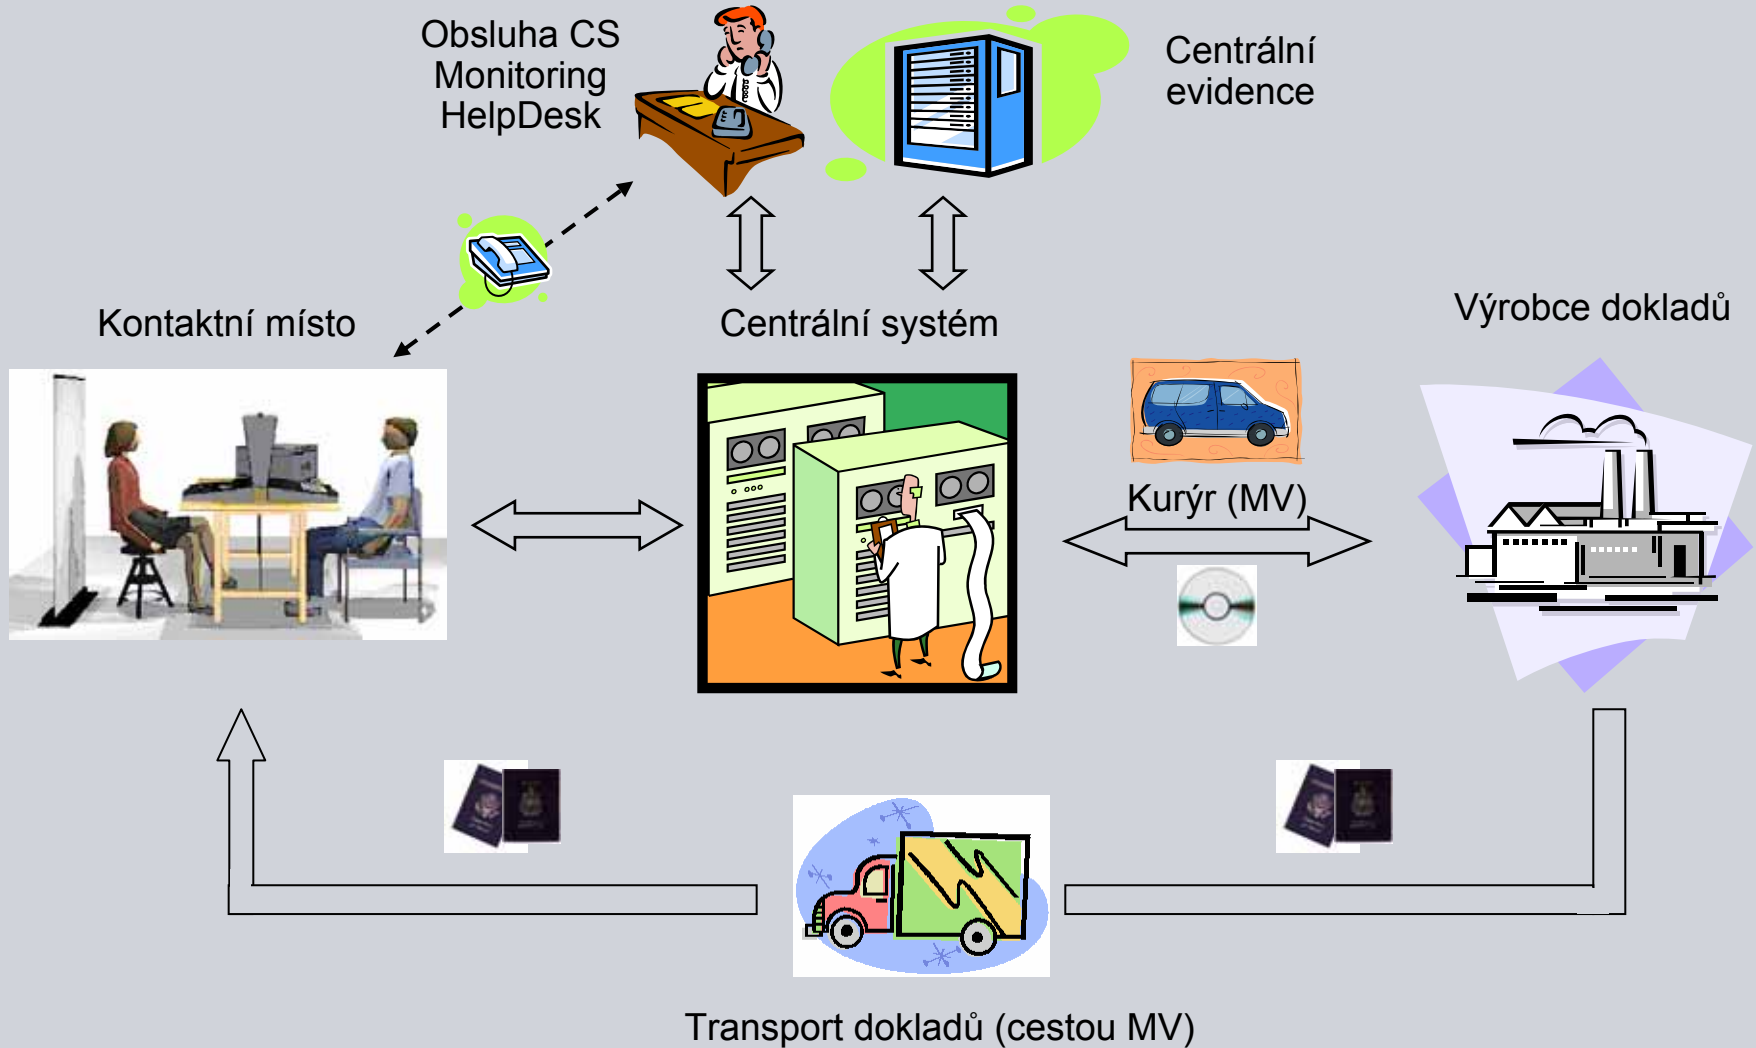 Obsluha CS
Monitoring
HelpDesk
Centrální
evidence
Kontaktní místo
Centrální systém
Výrobce dokladů
Kurýr (MV)
Transport dokladů (cestou MV)